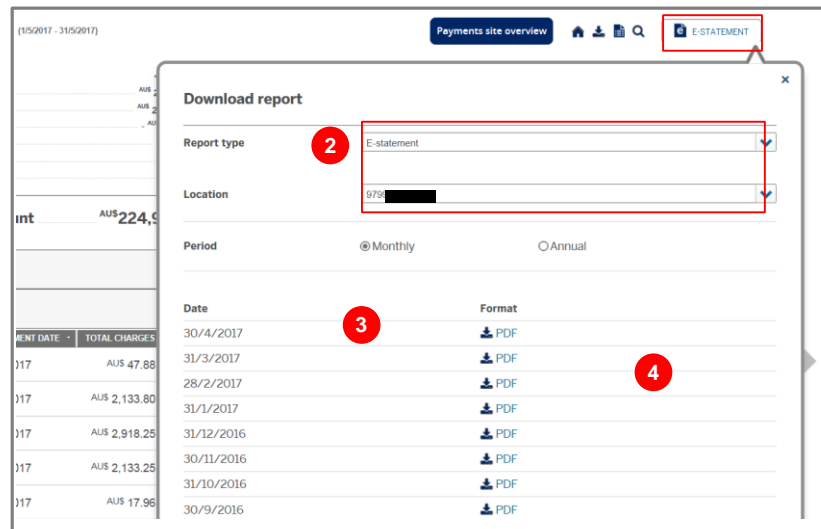 (1/5/2017 - 31/5/2017)
Payments site overview
e E-STATEMENT
AU$
AU$
AU
×
Download report
Report type
2
E-statement
Location
979
AU$224,9
Period
Monthly
Annual
Date
Format
3
30/4/2017
PDF
DATE
TOTAL CHARGES
31/3/2017
PDF
017
AU$ 47.88
4
28/2/2017
PDF
017
AU$ 2,133.80
31/1/2017
PDF
017
AU$ 2,918.25
31/12/2016
PDF
30/11/2016
PDF
017
AU$ 2,133.25
31/10/2016
PDF
017
AU$ 17.96
30/9/2016
PDF